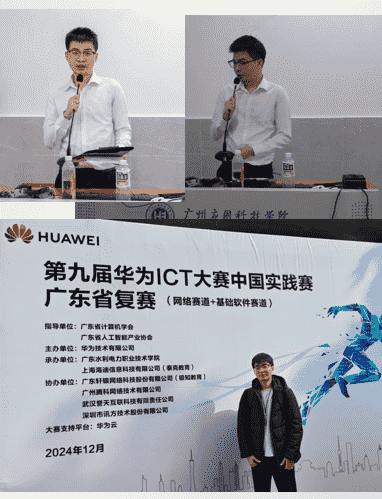 广州应用科技学院
HUAWEI
第九届华为ICT大赛中国实践赛
广东省复赛 (网络赛道+基础软件赛道)
指导单位：广东省计算机学会
广东省人工智能产业协会
主办单位：华为技术有限公司
承办单位：广东水利电力职业技术学院
上海海迪信息科技有限公司（泰克教育）
协办单位：广东轩辕网络科技股份有限公司
广州腾科网络技术有限公司
武汉誉天互联科技有限责任公司
深圳市讯方技术股份有限公司
大赛支持平台：华为云
2024年12月